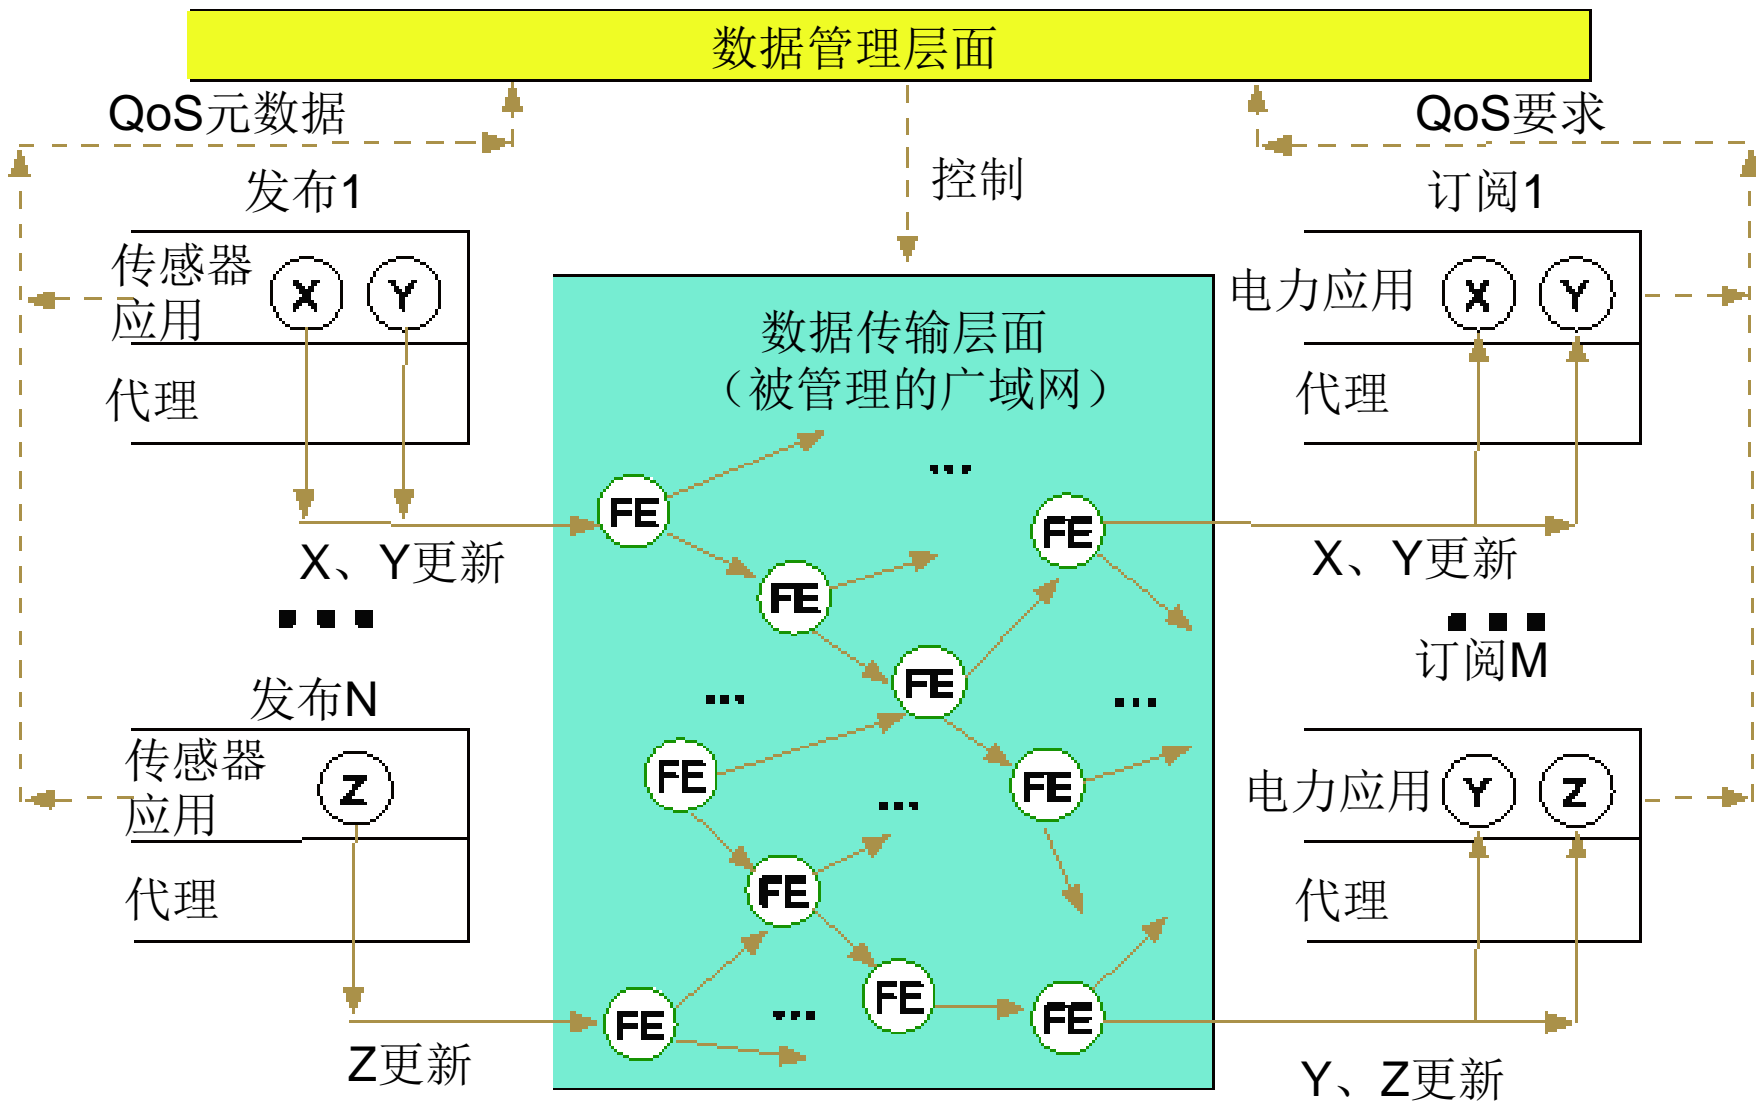 数据管理层面
QoS元数据
QoS要求
控制
发布1
订阅1
传感器
应用
X
Y
代理
电力应用
X
Y
代理
数据传输层面
（被管理的广域网）
...
FE
FE
X、Y更新
X、Y更新
FE
...
...
订阅M
FE
发布N
...
...
FE
FE
传感器
应用
Z
代理
电力应用
Y
Z
代理
...
FE
FE
FE
FE
...
Z更新
Y、Z更新